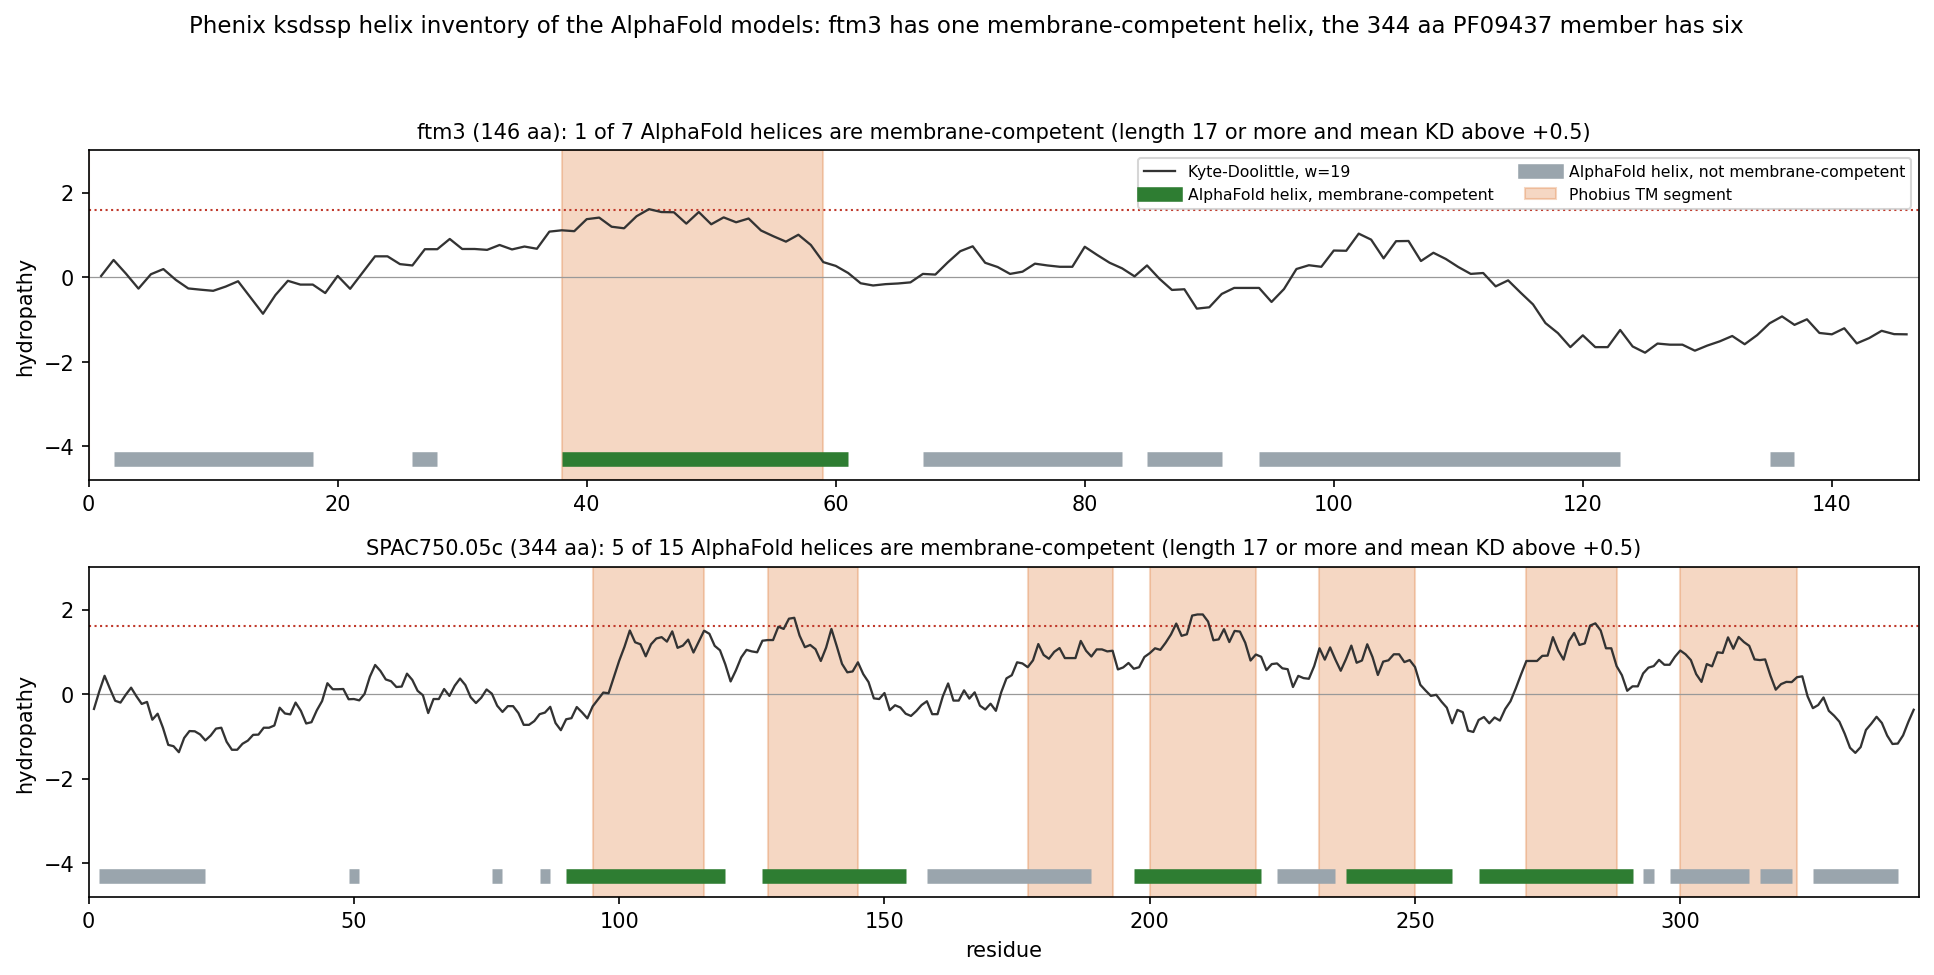 Phenix ksdssp helix inventory of the AlphaFold models: ftm3 has one membrane-competent helix, the 344 aa PF09437 member has six
ftm3 (146 aa): 1 of 7 AlphaFold helices are membrane-competent (length 17 or more and mean KD above +0.5)
Kyte-Doolittle, w=19
AlphaFold helix, membrane-competent
AlphaFold helix, not membrane-competent
Phobius TM segment
hydropathy
2
0
−2
−4
0 20 40 60 80 100 120 140
SPAC750.05c (344 aa): 5 of 15 AlphaFold helices are membrane-competent (length 17 or more and mean KD above +0.5)
hydropathy
2
0
−2
−4
0 50 100 150 200 250 300
residue